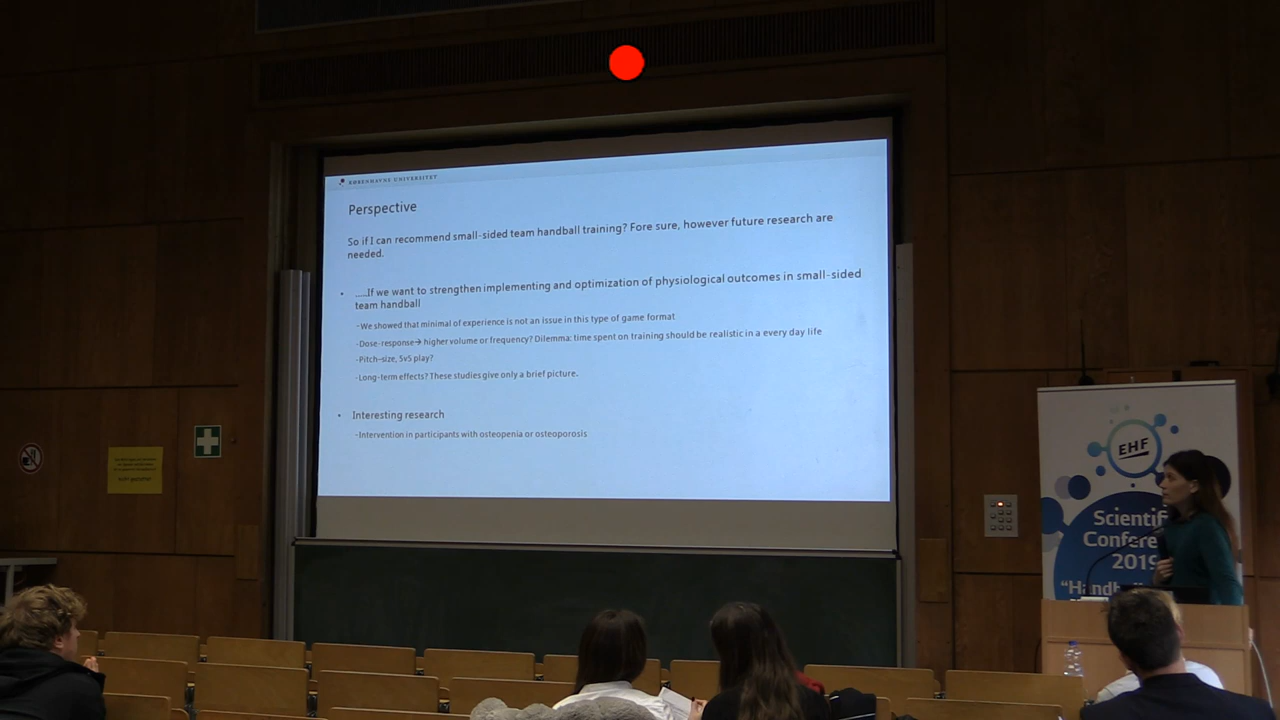 KØBENHAVNS UNIVERSITET
Perspective
So if I can recommend small-sided team handball training? Fore sure, however future research are
needed.
• .....If we want to strengthen implementing and optimization of physiological outcomes in small-sided
team handball
-We showed that minimal of experience is not an issue in this type of game format
-Dose-response→ higher volume or frequency? Dilemma: time spent on training should be realistic in a every day life
-Pitch-size, 5v5 play?
-Long-term effects? These studies give only a brief picture.
• Interesting research
-Intervention in participants with osteopenia or osteoporosis
EHF
Scientif
Confere
2019
"Handb